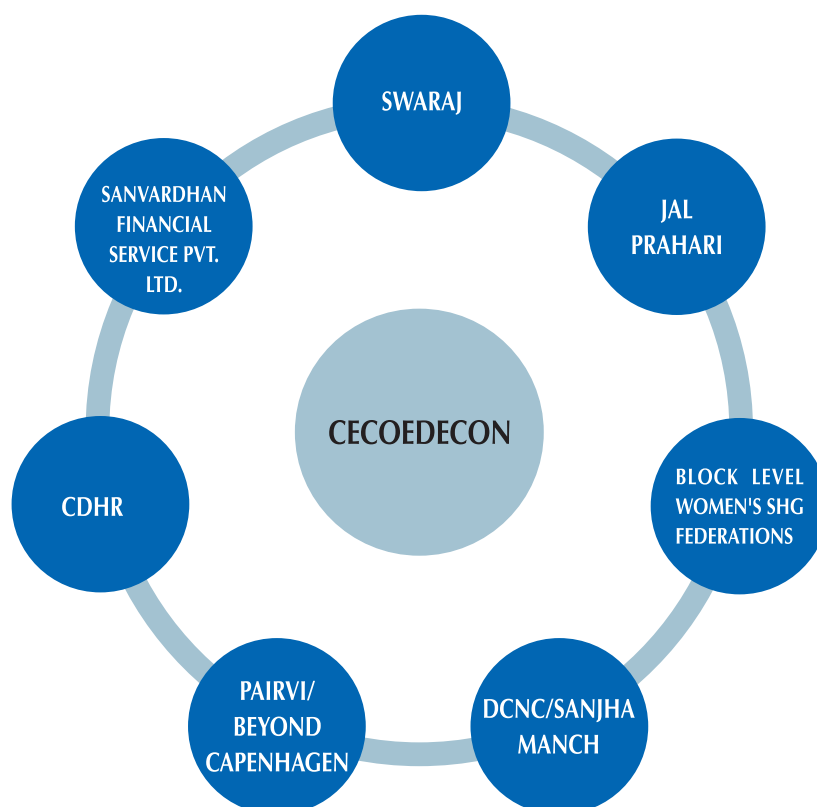 SWARAJ
JAL
PRAHARI
BLOCK LEVEL
WOMEN'S SHG
FEDERATIONS
DCNC/SANJHA
MANCH
PAIRVI/
BEYOND
CAPENHAGEN
CDHR
SANVARDHAN
FINANCIAL
SERVICE PVT.
LTD.
CECOEDECON